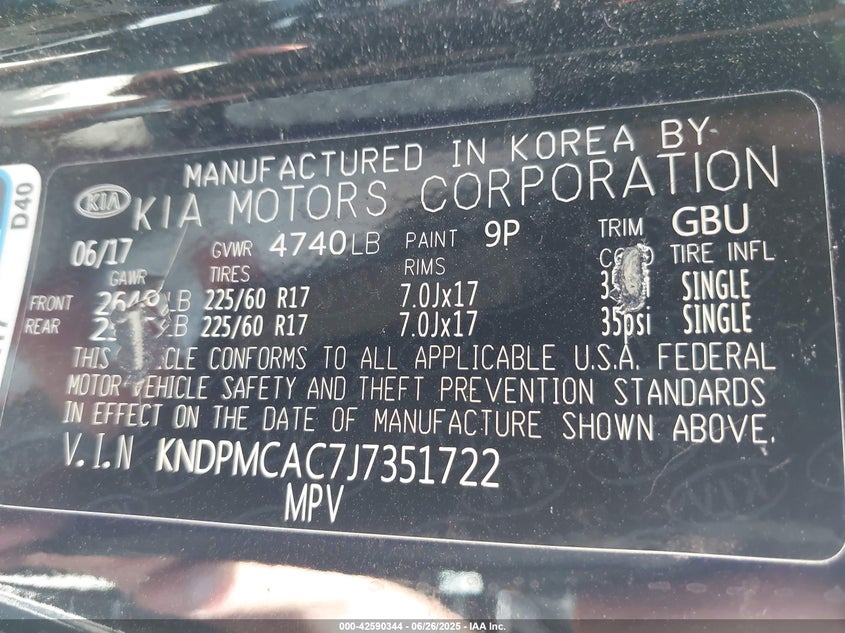 MANUFACTURED IN KOREA BY
KIA KIA MOTORS CORPORATION
06/17 GVWR 4740LB PAINT 9P TRIM GBU
GAWR TIRES RIMS TIRE INFL
FRONT LB 225/60 R17 7.0Jx17 SINGLE
REAR LB 225/60 R17 7.0Jx17 35psi SINGLE
THIS CONFORMS TO ALL APPLICABLE U.S.A. FEDERAL
MOTOR VEHICLE SAFETY AND THEFT PREVENTION STANDARDS
IN EFFECT ON THE DATE OF MANUFACTURE SHOWN ABOVE.
V.I.N KNDPMCAC7J7351722
MPV
D40
000-42590344 - 06/26/2025 - IAA Inc.